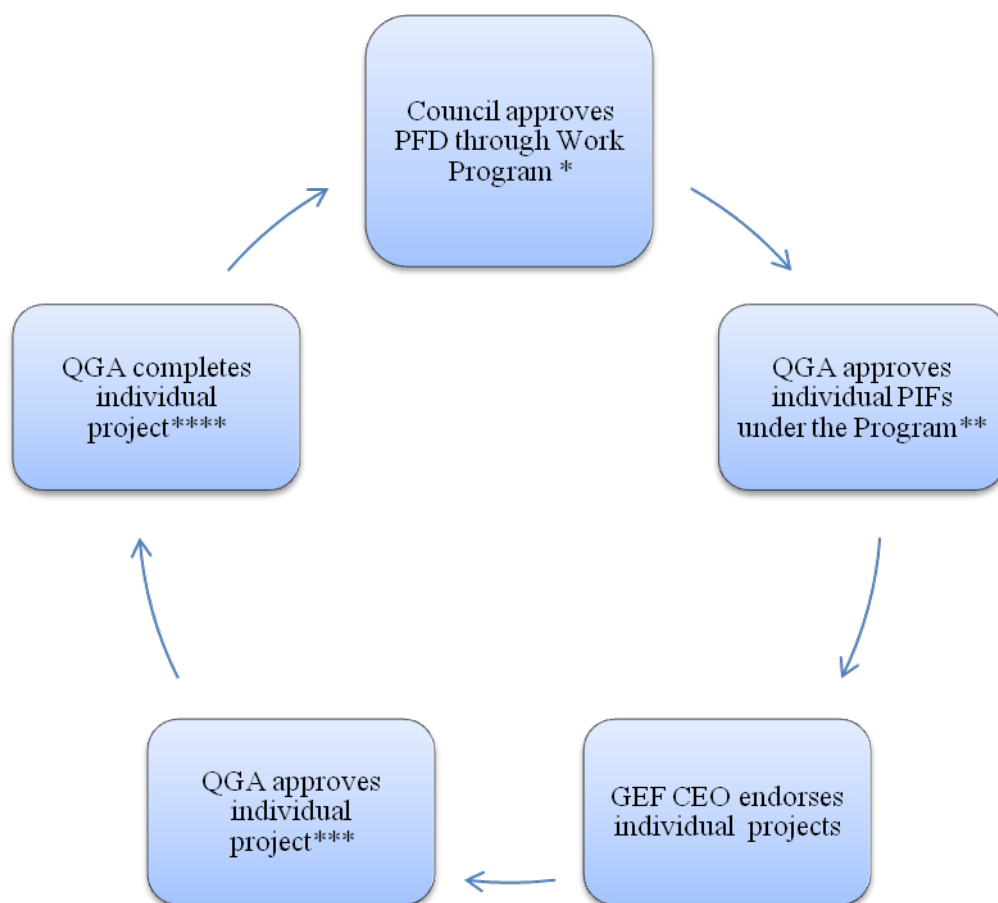 Council approves
PFD through Work
Program *
QGA approves
individual PIFs
under the Program**
GEF CEO endorses
individual projects
QGA approves
individual
project***
QGA completes
individual
project****